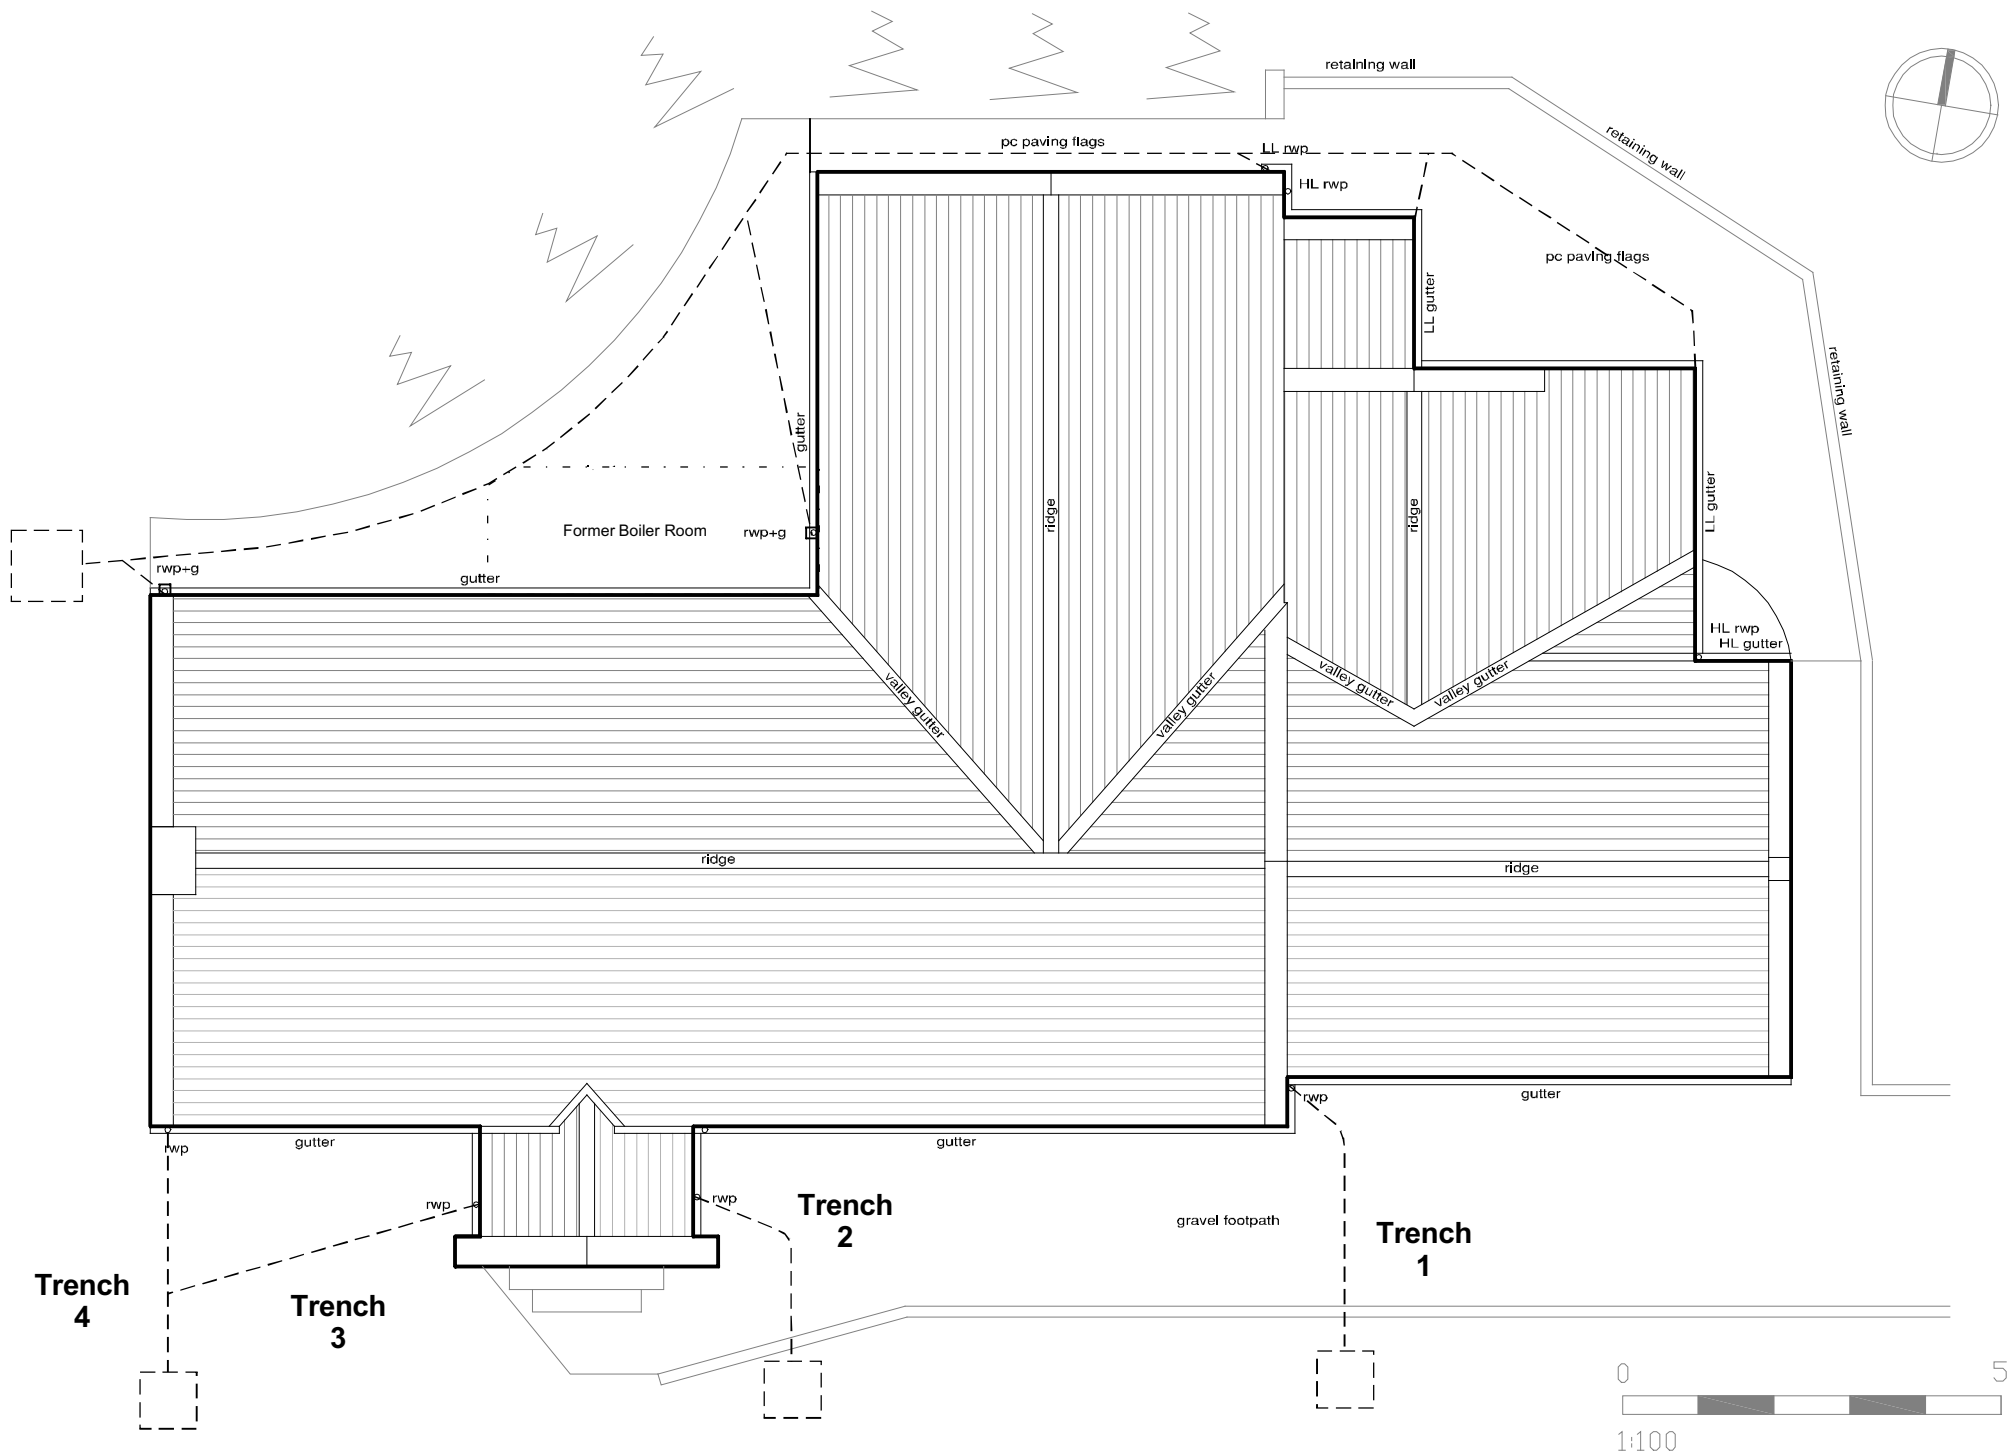 retaining wall
retaining wall
pc paving flags
LL rwp
HL rwp
pc paving flags
LL gutter
retaining wall
gutter
ridge
ridge
LL gutter
Former Boiler Room
rwp+g
rwp+g
gutter
HL rwp
HL gutter
valley gutter
valley gutter
valley gutter
valley gutter
ridge
ridge
rwp
gutter
rwp
gutter
gutter
rwp
rwp
Trench
2
gravel footpath
Trench
1
Trench
4
Trench
3
0 5
1:100